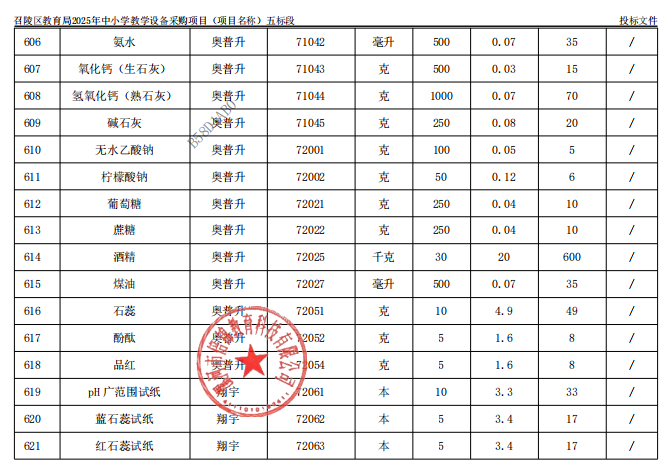 召陵区教育局2025年中小学教学设备采购项目（项目名称）五标段 投标文件
606 氨水 奥普升 71042 毫升 500 0.07 35 /
607 氧化钙（生石灰） 奥普升 71043 克 500 0.03 15 /
608 氢氧化钙（熟石灰） 奥普升 71044 克 1000 0.07 70 /
609 碱石灰 奥普升 71045 克 250 0.08 20 /
610 无水乙酸钠 奥普升 72001 克 100 0.05 5 /
611 柠檬酸钠 奥普升 72002 克 50 0.12 6 /
612 葡萄糖 奥普升 72021 克 250 0.04 10 /
613 蔗糖 奥普升 72022 克 250 0.04 10 /
614 酒精 奥普升 72025 千克 30 20 600 /
615 煤油 奥普升 72027 毫升 500 0.07 35 /
616 石蕊 奥普升 72051 克 10 4.9 49 /
617 酚酞 奥普升 72052 克 5 1.6 8 /
618 品红 奥普升 72054 克 5 1.6 8 /
619 pH广范围试纸 翔宇 72061 本 10 3.3 33 /
620 蓝石蕊试纸 翔宇 72062 本 5 3.4 17 /
621 红石蕊试纸 翔宇 72063 本 5 3.4 17 /
教育科技有限公司